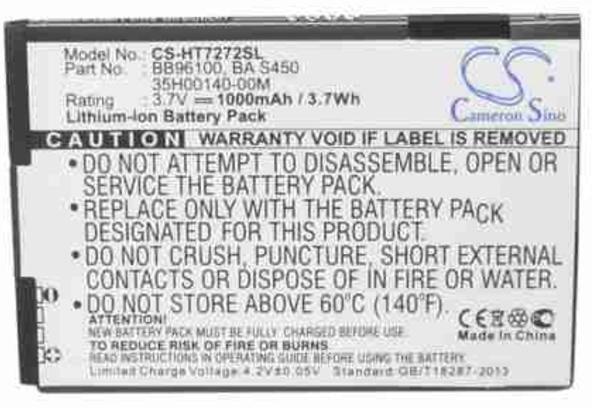 Model No.: CS-HT7272SL
Part No. : BB96100, BA S450
35H00140-00M
Rating : 3.7V ⎓ 1000mAh / 3.7Wh
Lithium-ion Battery Pack
CS
Cameron Sino
CAUTION WARRANTY VOID IF LABEL IS REMOVED
• DO NOT ATTEMPT TO DISASSEMBLE, OPEN OR
SERVICE THE BATTERY PACK.
• REPLACE ONLY WITH THE BATTERY PACK
DESIGNATED FOR THIS PRODUCT.
• DO NOT CRUSH, PUNCTURE, SHORT EXTERNAL
CONTACTS OR DISPOSE OF IN FIRE OR WATER.
• DO NOT STORE ABOVE 60°C (140°F).
ATTENTION!
NEW BATTERY PACK MUST BE FULLY CHARGED BEFORE USE.
TO REDUCE RISK OF FIRE OR
EXPLOSION READ OPERATING GUIDE BEFORE USING BATTERY.
Limited Charge Voltage 4.2V±0.05V. Standard: GB/T18287-2013
CE
Made In China